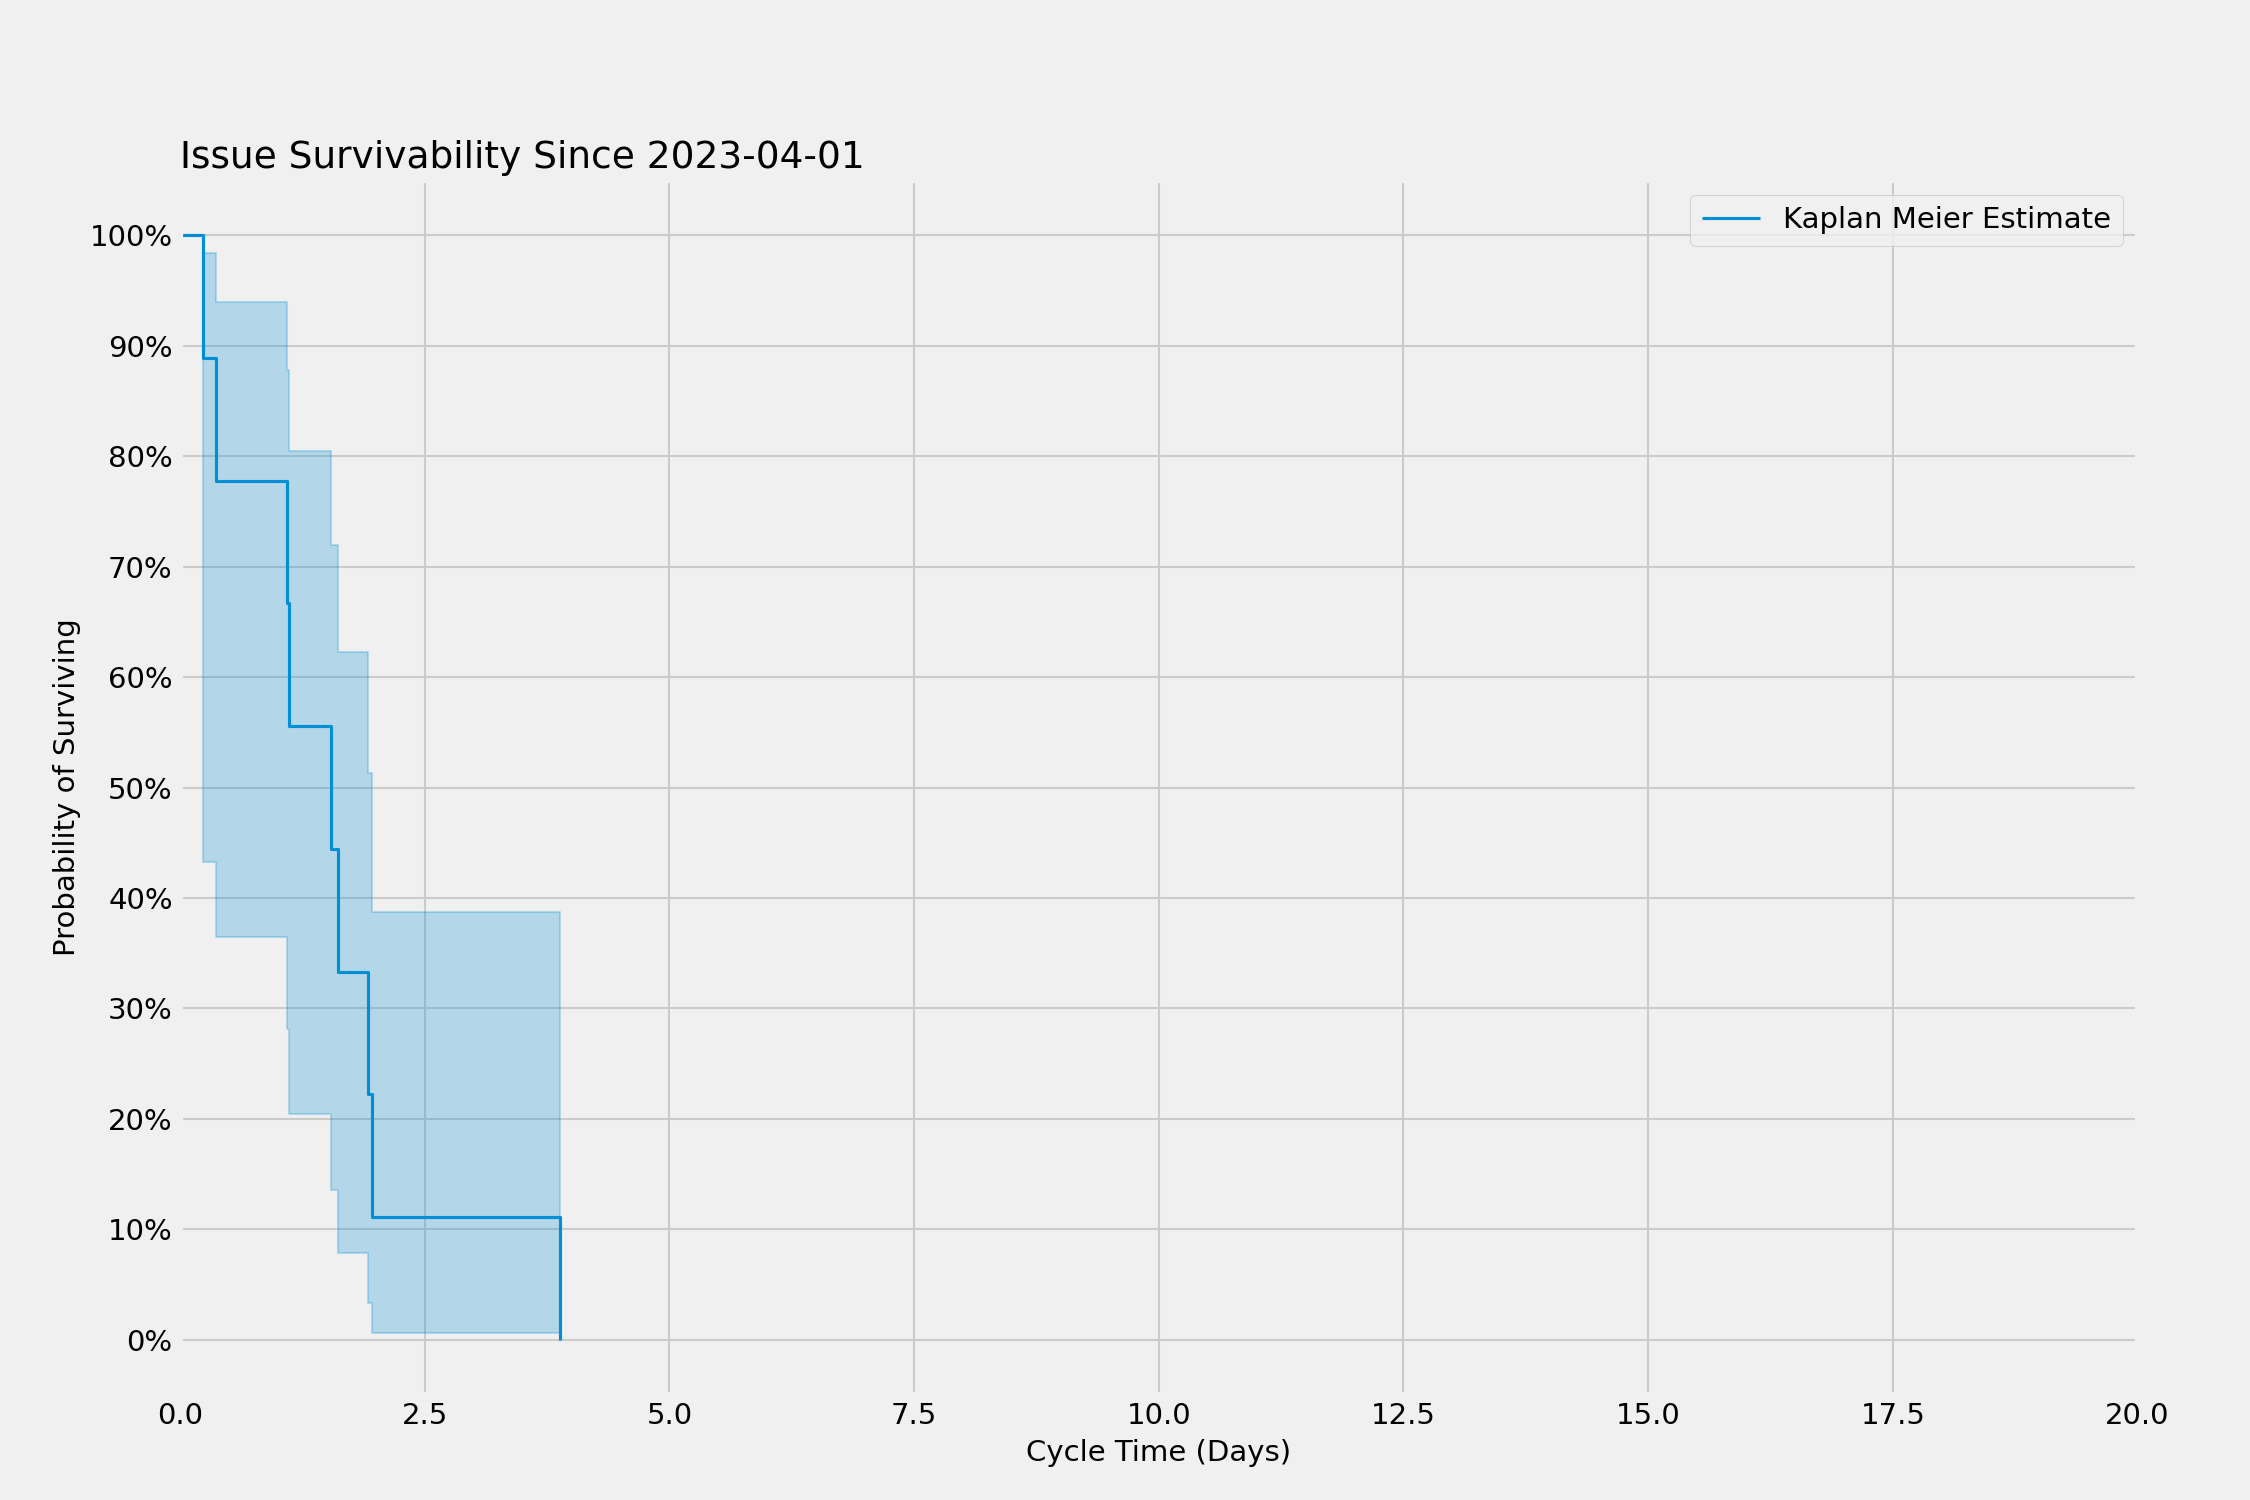 Issue Survivability Since 2023-04-01
Kaplan Meier Estimate
100%
90%
80%
70%
60%
50%
40%
30%
20%
10%
0%
Probability of Surviving
0.0 2.5 5.0 7.5 10.0 12.5 15.0 17.5 20.0
Cycle Time (Days)